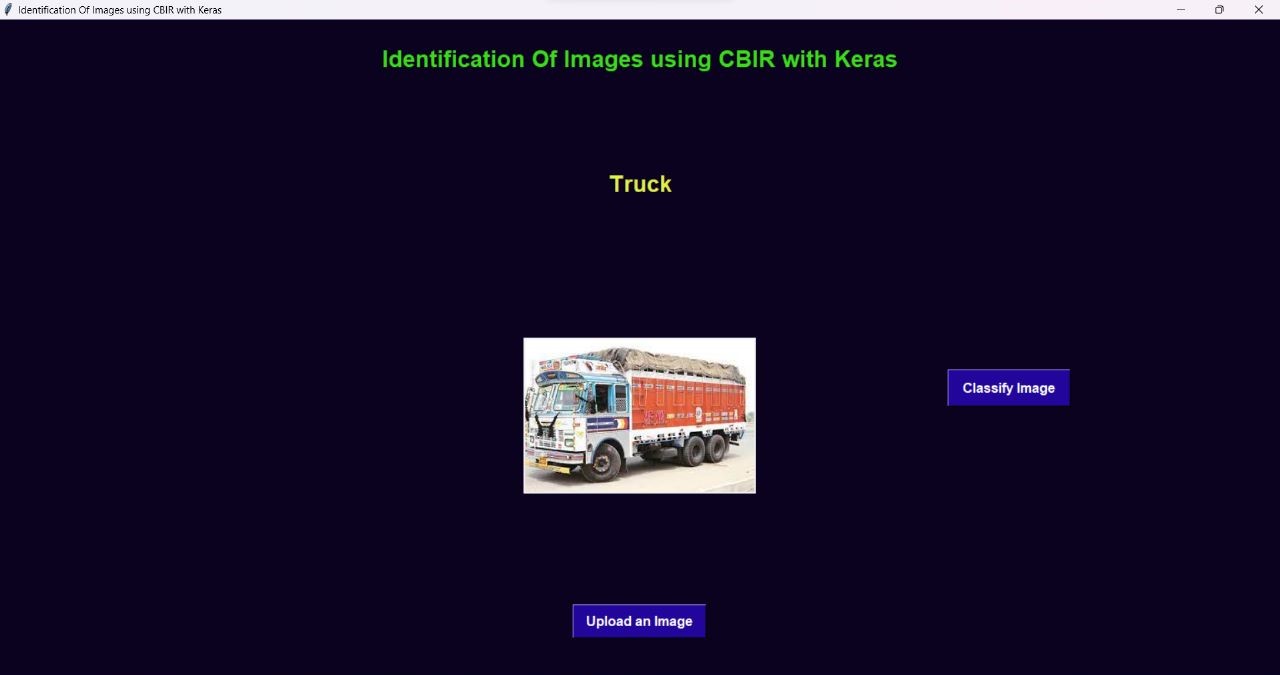 Identification Of Images using CBIR with Keras
Identification Of Images using CBIR with Keras
Truck
Classify Image
Upload an Image